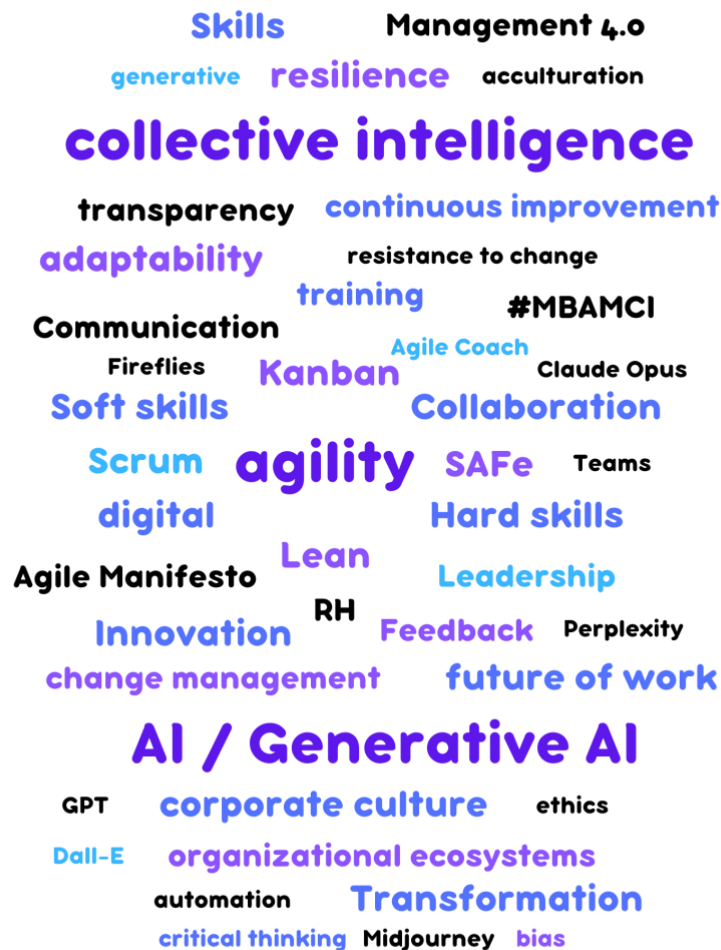 Skills Management 4.0
generative resilience acculturation
collective intelligence
transparency continuous improvement
adaptability resistance to change
training #MBAMCI
Communication
Agile Coach
Fireflies Kanban Claude Opus
Soft skills Collaboration
Scrum agility SAFe Teams
digital Hard skills
Lean
Agile Manifesto Leadership
RH
Innovation Feedback Perplexity
change management future of work
AI / Generative AI
GPT corporate culture ethics
Dall-E organizational ecosystems
automation Transformation
critical thinking Midjourney bias